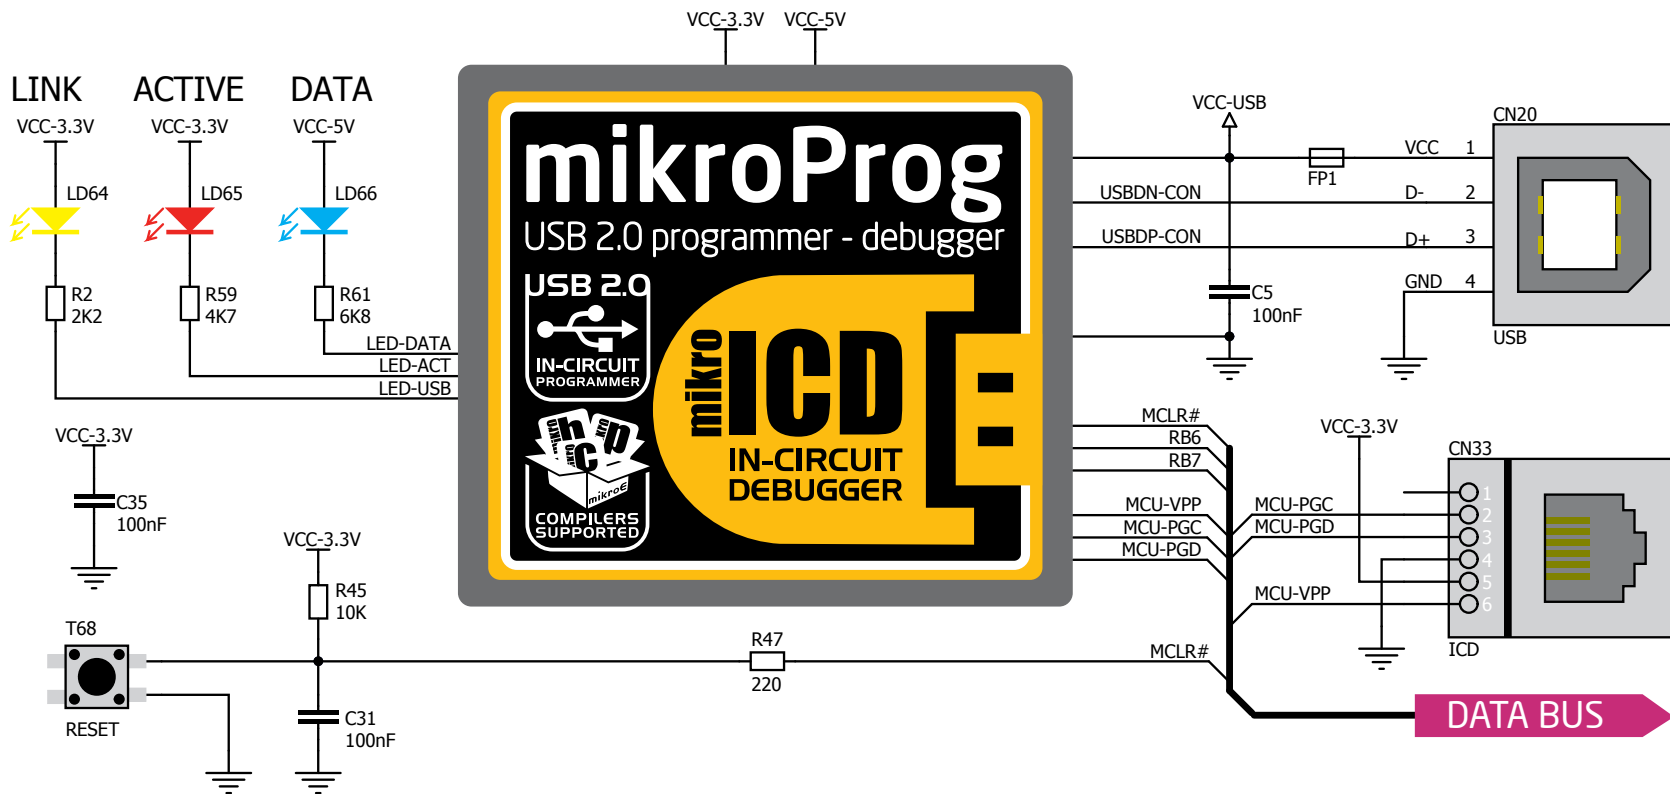 VCC-3.3V VCC-5V
LINK ACTIVE DATA
VCC-3.3V VCC-3.3V VCC-5V
LD64 LD65 LD66
R2
2K2
R59
4K7
R61
6K8
LED-DATA
LED-ACT
LED-USB
mikroProg
USB 2.0 programmer - debugger
USB 2.0
IN-CIRCUIT
PROGRAMMER
mikro
ICD
IN-CIRCUIT
DEBUGGER
h
c
p
mikroE
COMPILERS
SUPPORTED
VCC-USB
CN20
VCC 1
FP1
USBDN-CON D- 2
USBDP-CON D+ 3
GND 4
C5
100nF
USB
MCLR#
RB6
RB7
MCU-VPP
MCU-PGC
MCU-PGD
VCC-3.3V
CN33
MCU-PGC
MCU-PGD
MCU-VPP
1
2
3
4
5
6
ICD
VCC-3.3V
C35
100nF
VCC-3.3V
R45
10K
T68
RESET
C31
100nF
R47
220
MCLR#
DATA BUS